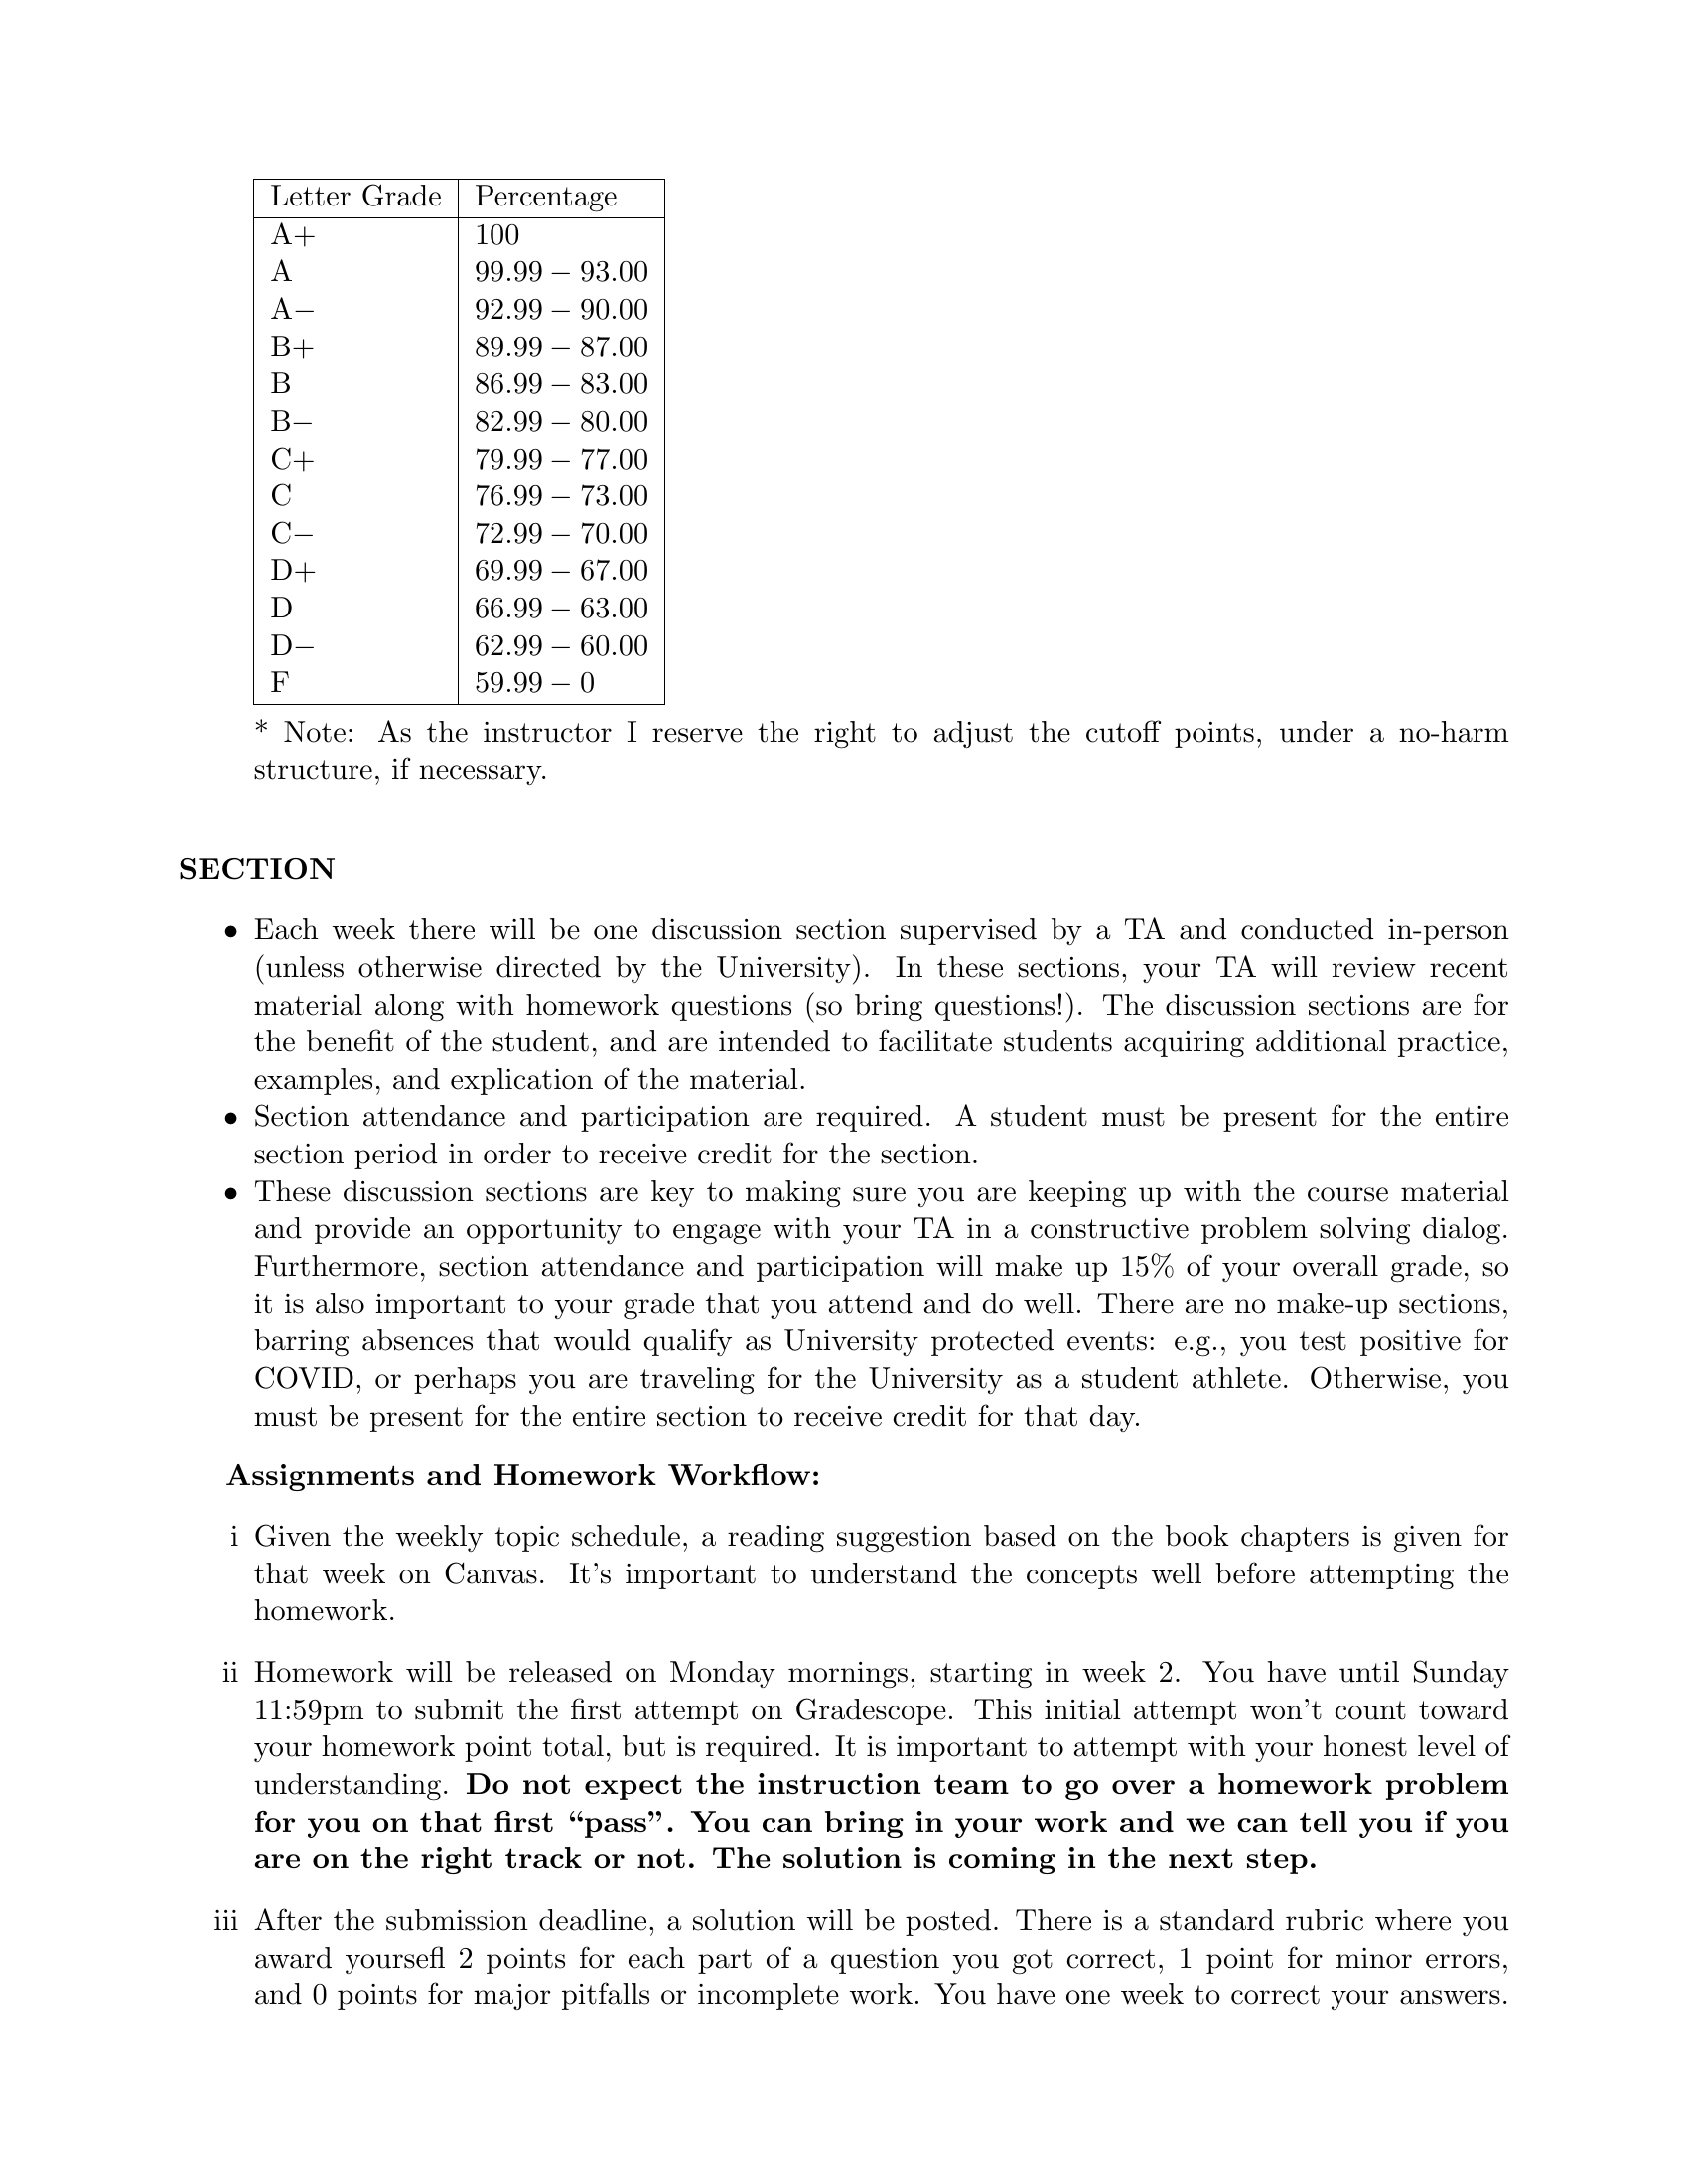 Letter Grade Percentage
A+ 100
A 99.99 − 93.00
A− 92.99 − 90.00
B+ 89.99 − 87.00
B 86.99 − 83.00
B− 82.99 − 80.00
C+ 79.99 − 77.00
C 76.99 − 73.00
C− 72.99 − 70.00
D+ 69.99 − 67.00
D 66.99 − 63.00
D− 62.99 − 60.00
F 59.99 − 0
* Note: As the instructor I reserve the right to adjust the cutoff points, under a no-harm
structure, if necessary.
SECTION
• Each week there will be one discussion section supervised by a TA and conducted in-person
(unless otherwise directed by the University). In these sections, your TA will review recent
material along with homework questions (so bring questions!). The discussion sections are for
the benefit of the student, and are intended to facilitate students acquiring additional practice,
examples, and explication of the material.
• Section attendance and participation are required. A student must be present for the entire
section period in order to receive credit for the section.
• These discussion sections are key to making sure you are keeping up with the course material
and provide an opportunity to engage with your TA in a constructive problem solving dialog.
Furthermore, section attendance and participation will make up 15% of your overall grade, so
it is also important to your grade that you attend and do well. There are no make-up sections,
barring absences that would qualify as University protected events: e.g., you test positive for
COVID, or perhaps you are traveling for the University as a student athlete. Otherwise, you
must be present for the entire section to receive credit for that day.
Assignments and Homework Workflow:
i Given the weekly topic schedule, a reading suggestion based on the book chapters is given for
that week on Canvas. It's important to understand the concepts well before attempting the
homework.
ii Homework will be released on Monday mornings, starting in week 2. You have until Sunday
11:59pm to submit the first attempt on Gradescope. This initial attempt won't count toward
your homework point total, but is required. It is important to attempt with your honest level of
understanding. Do not expect the instruction team to go over a homework problem
for you on that first “pass”. You can bring in your work and we can tell you if you
are on the right track or not. The solution is coming in the next step.
iii After the submission deadline, a solution will be posted. There is a standard rubric where you
award yoursefl 2 points for each part of a question you got correct, 1 point for minor errors,
and 0 points for major pitfalls or incomplete work. You have one week to correct your answers.